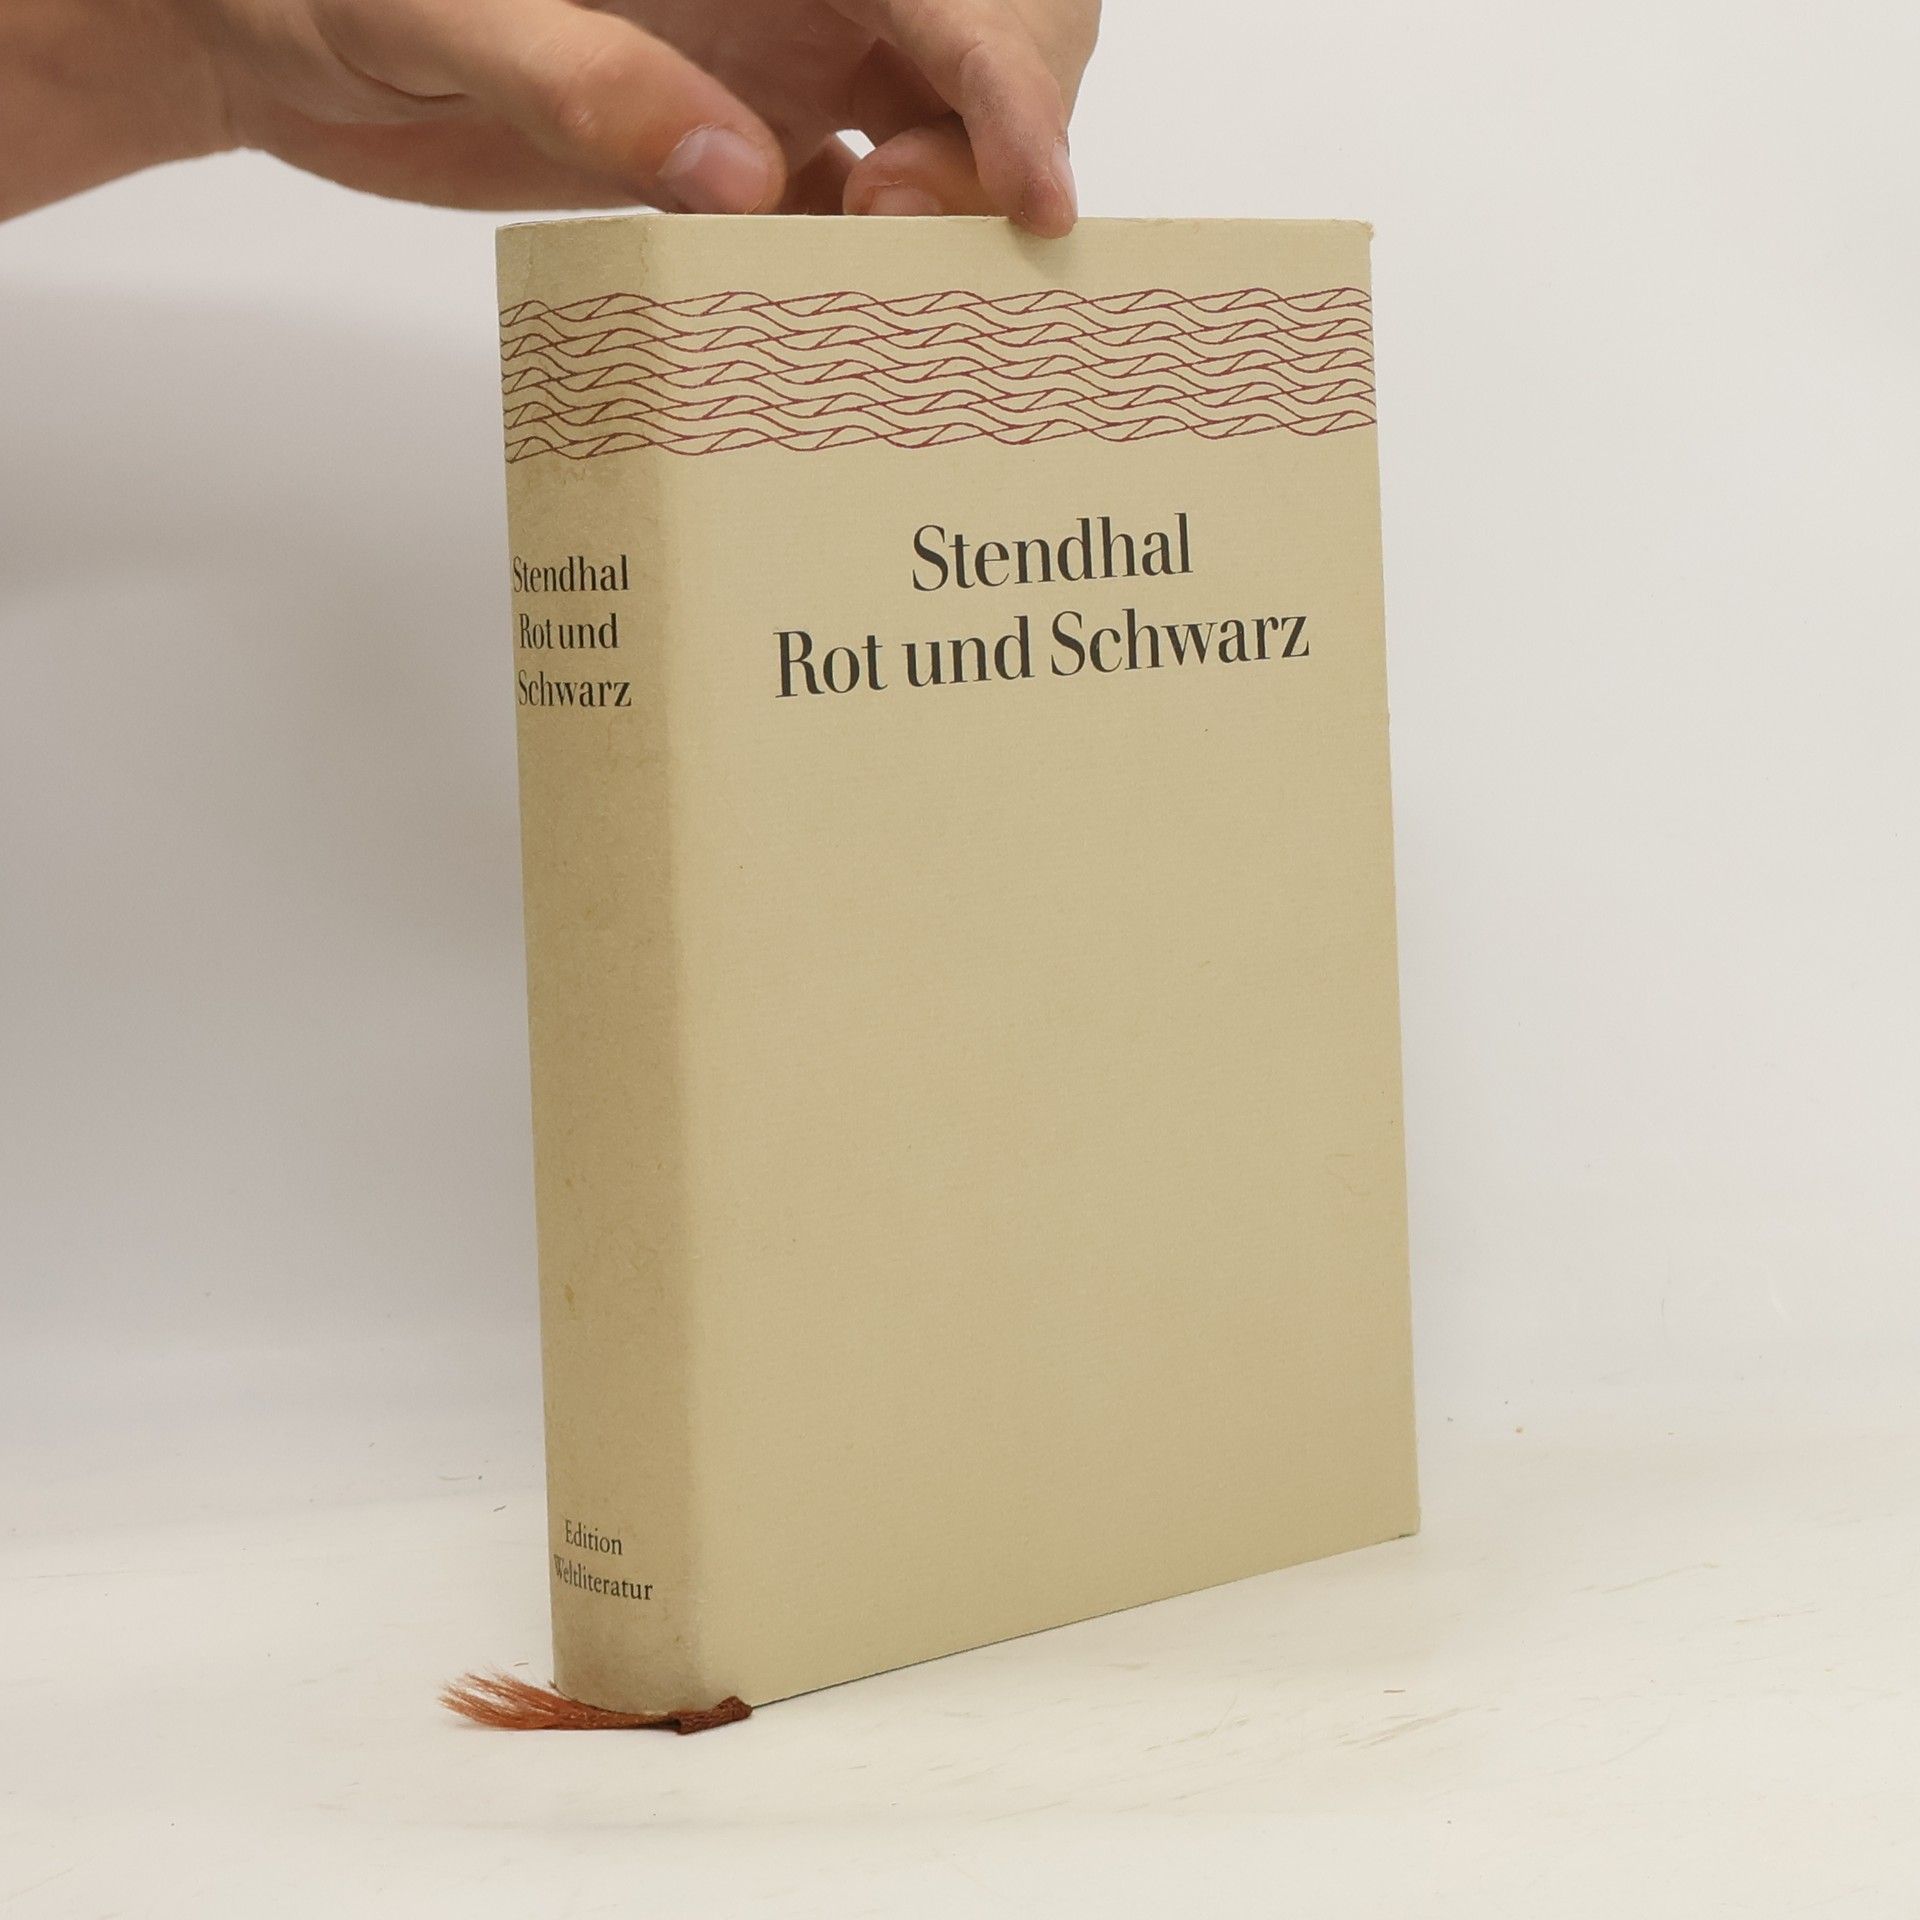 Stendhal
Rot und Schwarz
Stendhal
Rot und
Schwarz
Edition
Weltliteratur